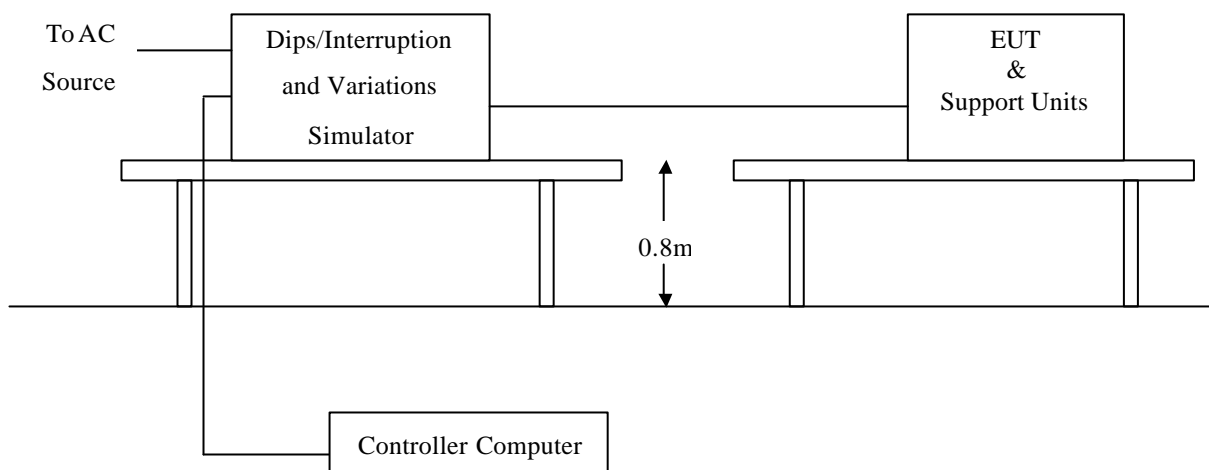 To AC
Source
Dips/Interruption
and Variations
Simulator
EUT
&
Support Units
0.8m
Controller Computer